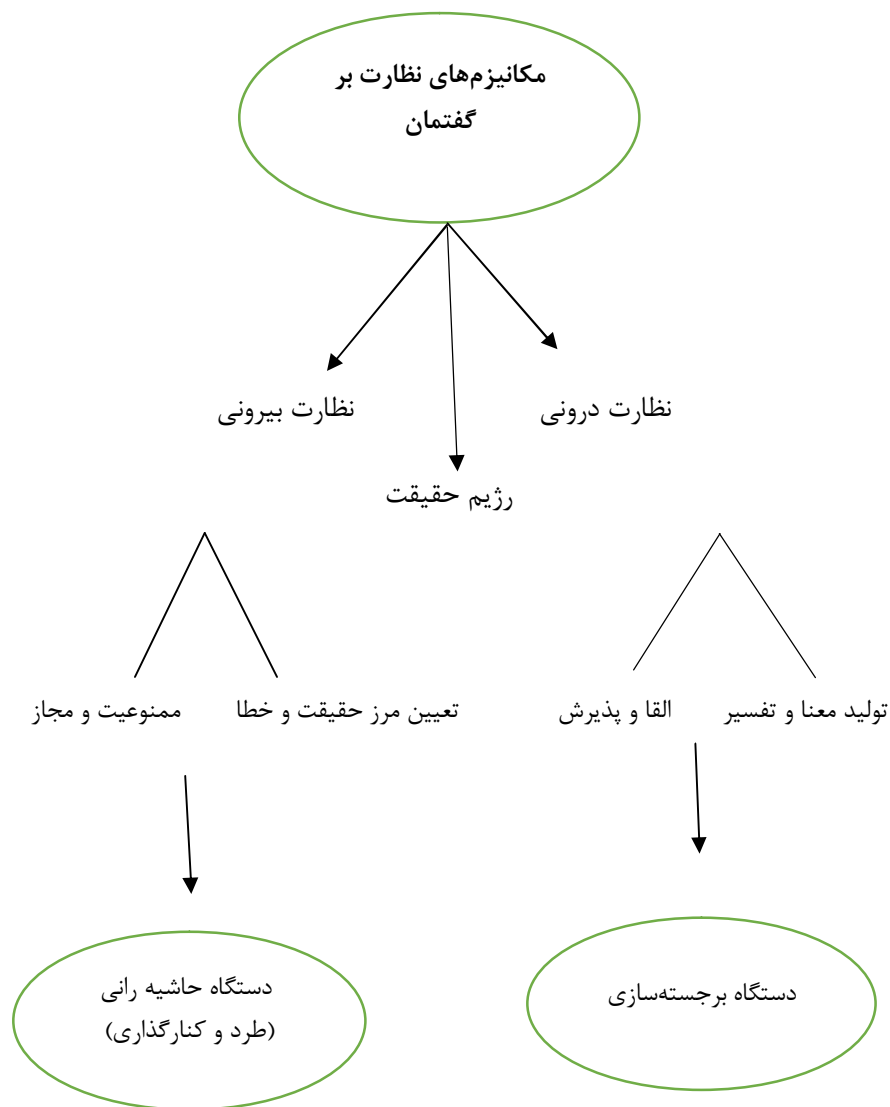 مکانیزم‌های نظارت بر
گفتمان
نظارت درونی
نظارت بیرونی
رژیم حقیقت
تولید معنا و تفسیر
القا و پذیرش
تعیین مرز حقیقت و خطا
ممنوعیت و مجاز
دستگاه برجسته‌سازی
دستگاه حاشیه رانی
(طرد و کنارگذاری)